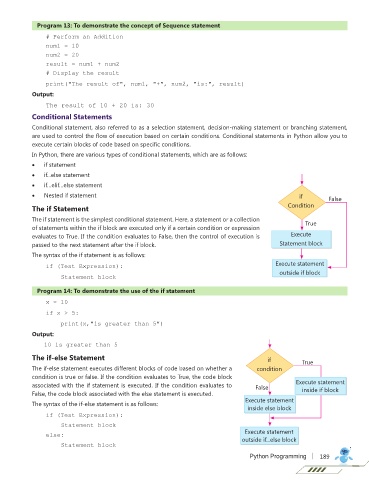 Program 13: To demonstrate the concept of Sequence statement
# Perform an Addition
num1 = 10
num2 = 20
result = num1 + num2
# Display the result
print("The result of", num1, "+", num2, "is:", result)
Output:
The result of 10 + 20 is: 30
Conditional Statements
Conditional statement, also referred to as a selection statement, decision-making statement or branching statement,
are used to control the flow of execution based on certain conditions. Conditional statements in Python allow you to
execute certain blocks of code based on specific conditions.
In Python, there are various types of conditional statements, which are as follows:
• if statement
• if..else statement
• if...elif...else statement
• Nested if statement
The if Statement
The if statement is the simplest conditional statement. Here, a statement or a collection
of statements within the if block are executed only if a certain condition or expression
evaluates to True. If the condition evaluates to False, then the control of execution is
passed to the next statement after the if block.
The syntax of the if statement is as follows:
if (Test Expression):
Statement block
if
Condition
False
True
Execute
Statement block
Execute statement
outside if block
Program 14: To demonstrate the use of the if statement
x = 10
if x > 5:
print(x,"is greater than 5")
Output:
10 is greater than 5
The if-else Statement
The if-else statement executes different blocks of code based on whether a
condition is true or false. If the condition evaluates to True, the code block
associated with the if statement is executed. If the condition evaluates to
False, the code block associated with the else statement is executed.
The syntax of the if-else statement is as follows:
if (Test Expression):
Statement block
else:
Statement block
if
condition
True
False
Execute statement
inside if block
Execute statement
inside else block
Execute statement
outside if...else block
Python Programming | 189